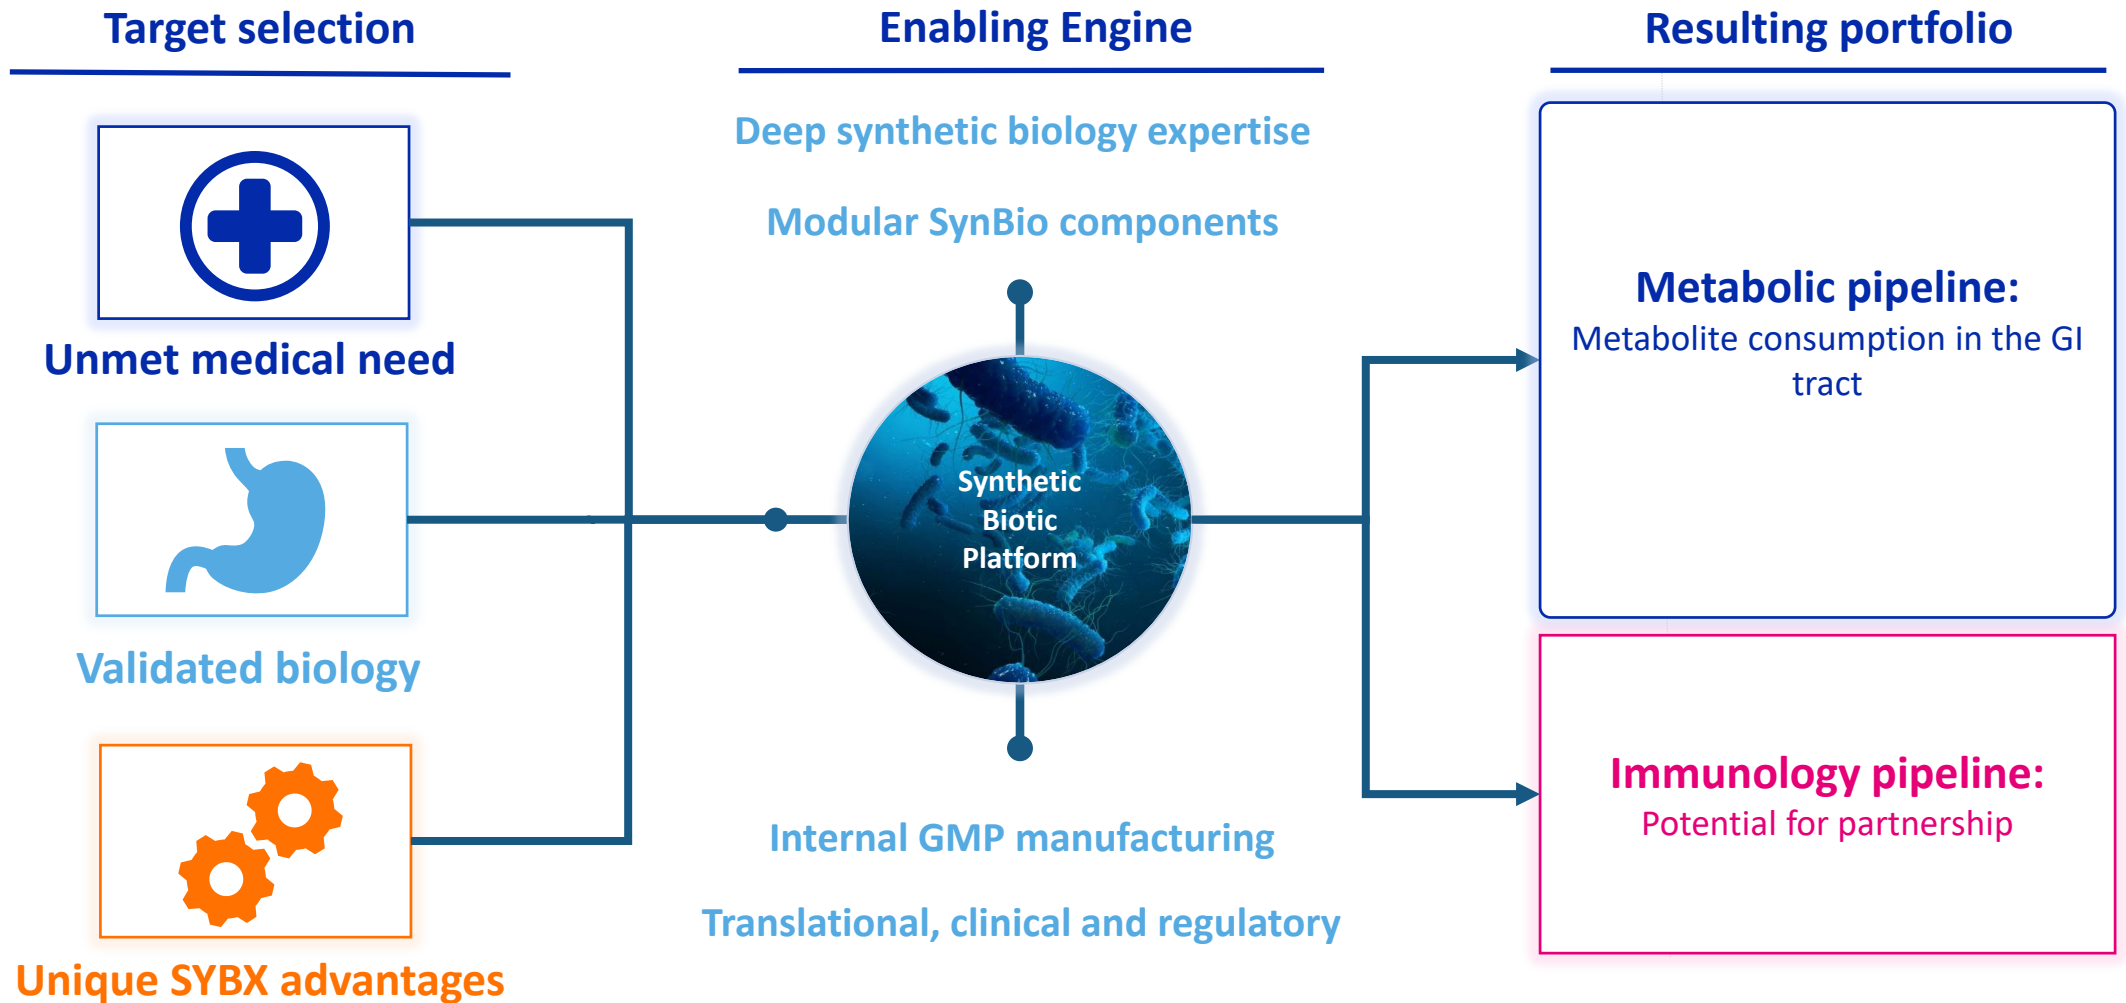 Target selection
Unmet medical need
Validated biology
Unique SYBX advantages
Enabling Engine
Deep synthetic biology expertise
Modular SynBio components
Synthetic
Biotic
Platform
Internal GMP manufacturing
Translational, clinical and regulatory
Resulting portfolio
Metabolic pipeline:
Metabolite consumption in the GI
tract
Immunology pipeline:
Potential for partnership